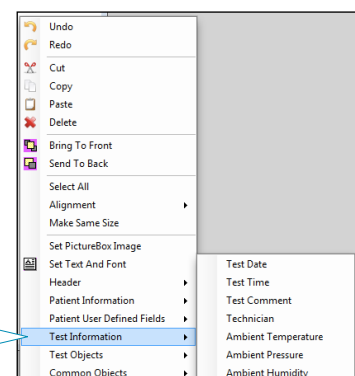 Undo
Redo
Cut
Copy
Paste
Delete
Bring To Front
Send To Back
Select All
Alignment
Make Same Size
Set PictureBox Image
Set Text And Font
Header
Patient Information
Patient User Defined Fields
Test Information
Test Objects
Common Objects
Test Date
Test Time
Test Comment
Technician
Ambient Temperature
Ambient Pressure
Ambient Humidity